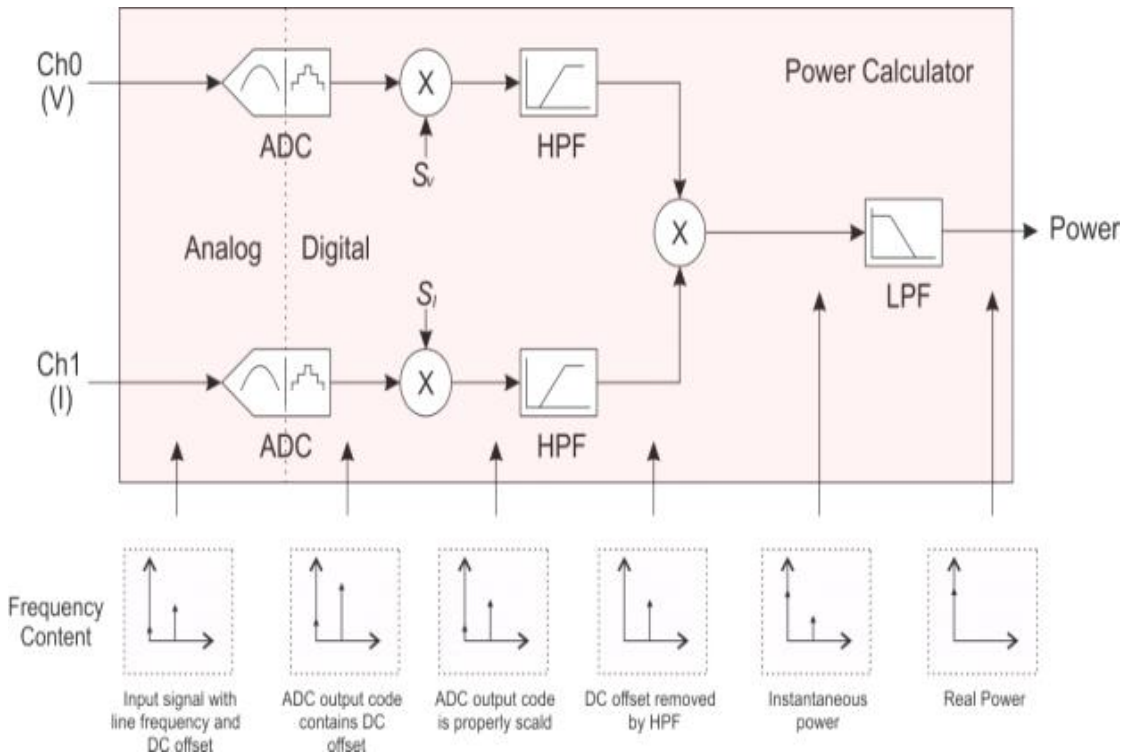 Ch0
(V)
ADC
X
Sv
HPF
Power Calculator
Analog
Digital
X
LPF
Power
SI
Ch1
(I)
ADC
X
HPF
Frequency
Content
Input signal with
line frequency and
DC offset
ADC output code
contains DC
offset
ADC output code
is properly scald
DC offset removed
by HPF
Instantaneous
power
Real Power